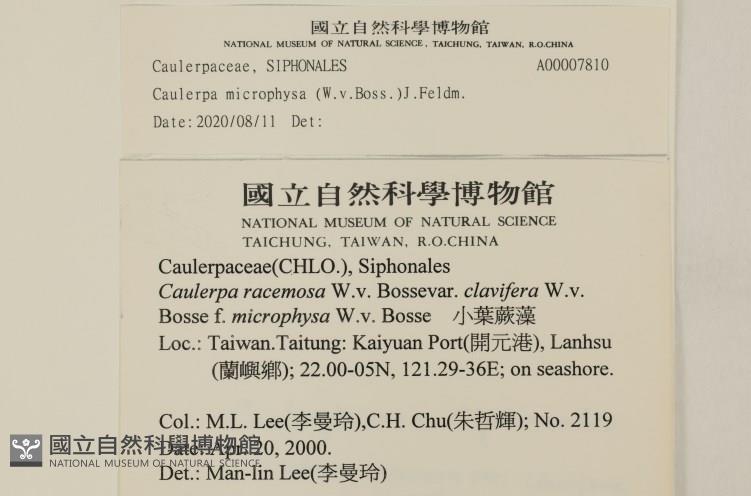 國立自然科學博物館
NATIONAL MUSEUM OF NATURAL SCIENCE, TAICHUNG, TAIWAN, R.O.CHINA
Caulerpaceae, SIPHONALES A00007810
Caulerpa microphysa (W.v.Boss.)J.Feldm.
Date:2020/08/11 Det:
國立自然科學博物館
NATIONAL MUSEUM OF NATURAL SCIENCE
TAICHUNG, TAIWAN, R.O.CHINA
Caulerpaceae(CHLO.), Siphonales
Caulerpa racemosa W.v. Bossevar. clavifera W.v.
Bosse f. microphysa W.v. Bosse 小葉蕨藻
Loc.: Taiwan.Taitung: Kaiyuan Port(開元港), Lanhsu
(蘭嶼鄉); 22.00-05N, 121.29-36E; on seashore.
Col.: M.L. Lee(李曼玲),C.H. Chu(朱哲輝); No. 2119
Date: Apr. 20, 2000.
Det.: Man-lin Lee(李曼玲)
國立自然科學博物館
NATIONAL MUSEUM OF NATURAL SCIENCE